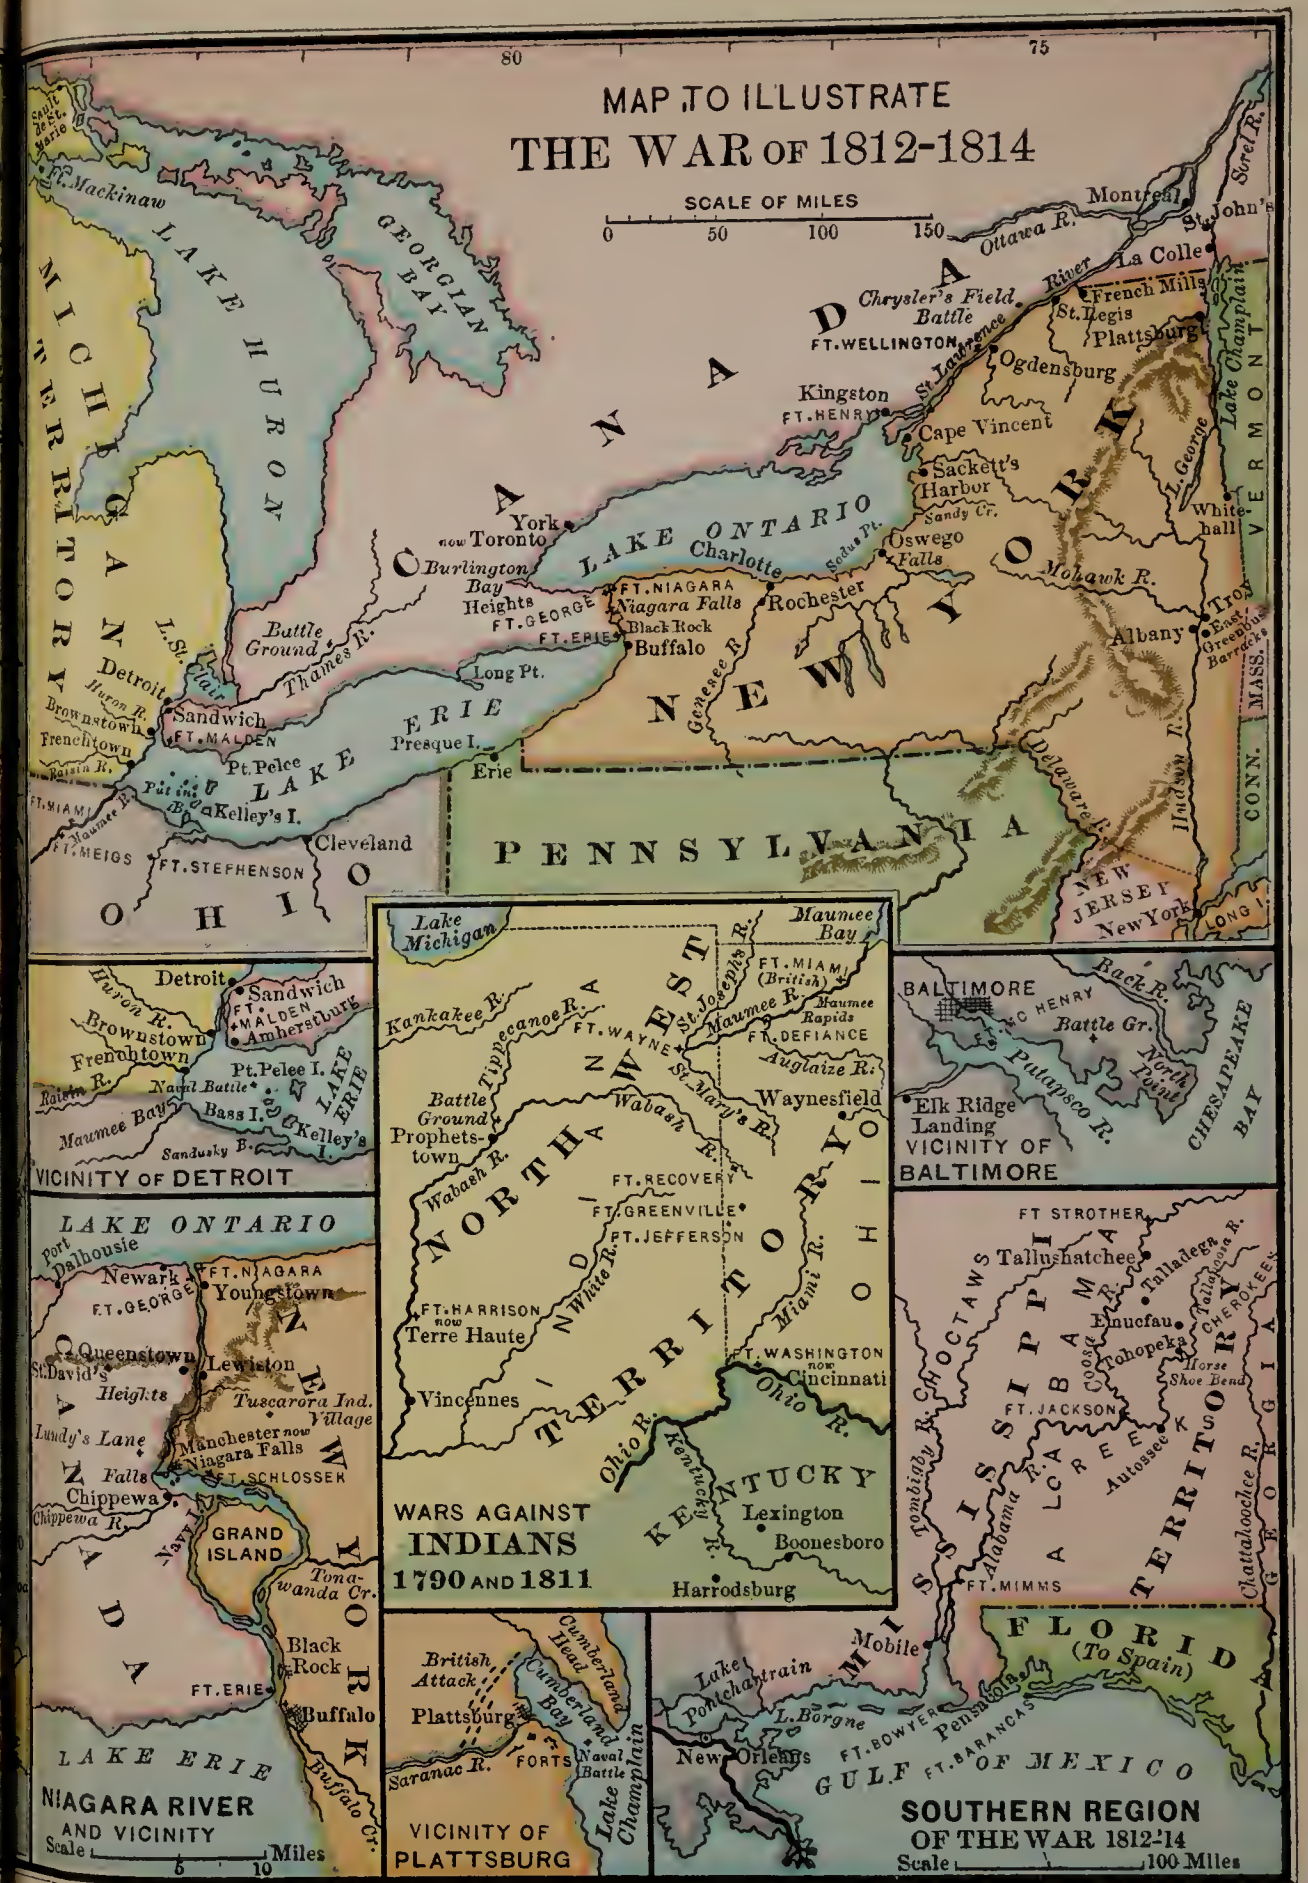 80
75
MAP TO ILLUSTRATE
THE WAR OF 1812-1814
SCALE OF MILES
0 50 100 150
Sault de St. Marie
Ft. Mackinaw
LAKE HURON
GEORGIAN BAY
MICHIGAN TERRITORY
CANADA
Montreal
Sorel R.
St. John's
Ottawa R.
La Colle
Chrysler's Field
Battle
FT. WELLINGTON
St. Lawrence River
French Mills
St. Regis
Plattsburg
Lake Champlain
VERMONT
Ogdensburg
Kingston
FT. HENRY
Cape Vincent
Sackett's
Harbor
Sandy Cr.
L. George
White-
hall
York
now Toronto
LAKE ONTARIO
Burlington
Bay
Heights
Charlotte
Sodus Pt.
Oswego
Falls
FT. NIAGARA
FT. GEORGE
Niagara Falls
Rochester
Black Rock
FT. ERIE
Buffalo
Genesee R.
NEW YORK
Mohawk R.
Troy
Albany
East
Greenbush
Barracks
MASS.
CONN.
Battle
Ground
Thames R.
L. St. Clair
Long Pt.
Detroit
Huron R.
Brownstown
Sandwich
FT. MALDEN
Frenchtown
Raisin R.
Pt. Pelee
LAKE ERIE
Presque I.
Erie
Put in
B.
Kelley's I.
FT. MIAMI
Maumee R.
FT. MEIGS
FT. STEPHENSON
Cleveland
OHIO
PENNSYLVANIA
Delaware R.
Hudson R.
NEW
JERSEY
New York
LONG I.
Detroit
Huron R.
Sandwich
FT.
MALDEN
Amherstburg
Brownstown
Frenchtown
Raisin R.
Pt. Pelee I.
Naval Battle
LAKE ERIE
Bass I.
Maumee Bay
Kelley's
I.
Sandusky B.
VICINITY OF DETROIT
Lake
Michigan
Maumee
Bay
St. Joseph's R.
FT. MIAMI
(British)
Kankakee R.
Tippecanoe R.
Maumee R.
Maumee
Rapids
FT. WAYNE
FT. DEFIANCE
Auglaize R.
St. Mary's R.
Waynesfield
Battle
Ground
Prophets-
town
Wabash R.
Wabash R.
FT. RECOVERY
FT. GREENVILLE
FT. JEFFERSON
NORTHWEST TERRITORY
INDIANA
OHIO
White R.
Miami R.
FT. HARRISON
now
Terre Haute
Vincennes
FT. WASHINGTON
now
Cincinnati
Ohio R.
Ohio R.
Kentucky R.
KENTUCKY
Lexington
Boonesboro
Harrodsburg
WARS AGAINST
INDIANS
1790 AND 1811
BALTIMORE
Back R.
MC HENRY
Battle Gr.
Patapsco R.
North
Point
CHESAPEAKE
BAY
Elk Ridge
Landing
VICINITY OF
BALTIMORE
LAKE ONTARIO
Port
Dalhousie
Newark
FT. NIAGARA
FT. GEORGE
Youngstown
Queenstown
Lewiston
St. David's
Heights
Tuscarora Ind.
Village
Lundy's Lane
Manchester now
Niagara Falls
Falls
FT. SCHLOSSER
Chippewa
Chippewa R.
Navy I.
GRAND
ISLAND
Tona-
wanda Cr.
CANADA
NEW YORK
Black
Rock
FT. ERIE
Buffalo
Buffalo Cr.
LAKE ERIE
NIAGARA RIVER
AND VICINITY
Scale 5 10 Miles
Cumberland
Head
British
Attack
Cumberland
Bay
Plattsburg
FORTS
Naval
Battle
Saranac R.
Lake
Champlain
VICINITY OF
PLATTSBURG
FT STROTHER
Tallushatchee
Talladega
Tallapoosa R.
CHEROKEES
CHOCTAWS
Emucfau
Tohopeka
Horse
Shoe Bend
Coosa R.
FT. JACKSON
CREEKS
Autossee
Tombigby R.
Alabama R.
ALABAMA
MISSISSIPPI TERRITORY
GEORGIA
Chattahoochee R.
FT. MIMMS
Mobile
FLORID
(To Spain)
Lake
Pontchartrain
L. Borgne
New Orleans
FT. BOWYER
Pensacola
FT. BARANCAS
GULF OF MEXICO
SOUTHERN REGION
OF THE WAR 1812-'14
Scale 100 Miles